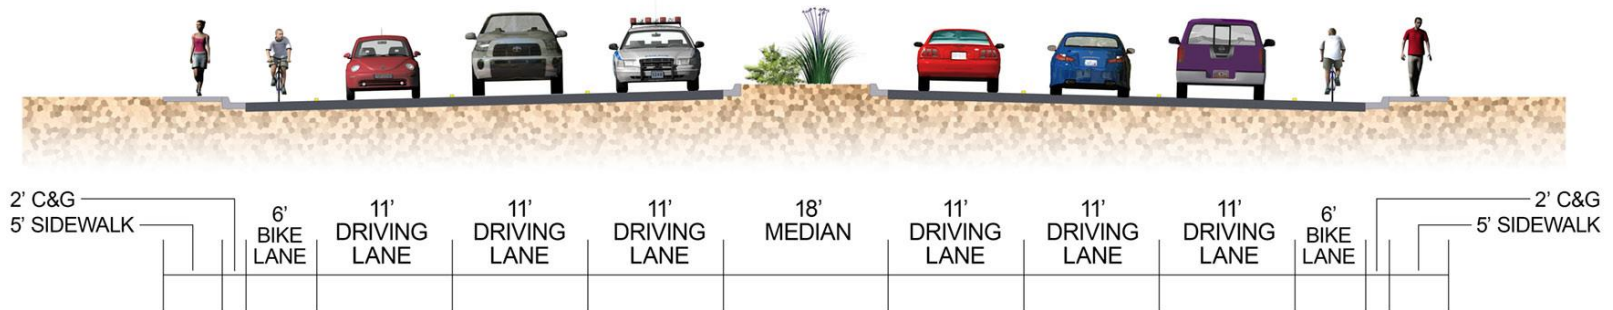 2' C&G
5' SIDEWALK
6'
BIKE
LANE
11'
DRIVING
LANE
11'
DRIVING
LANE
11'
DRIVING
LANE
18'
MEDIAN
11'
DRIVING
LANE
11'
DRIVING
LANE
11'
DRIVING
LANE
6'
BIKE
LANE
2' C&G
5' SIDEWALK